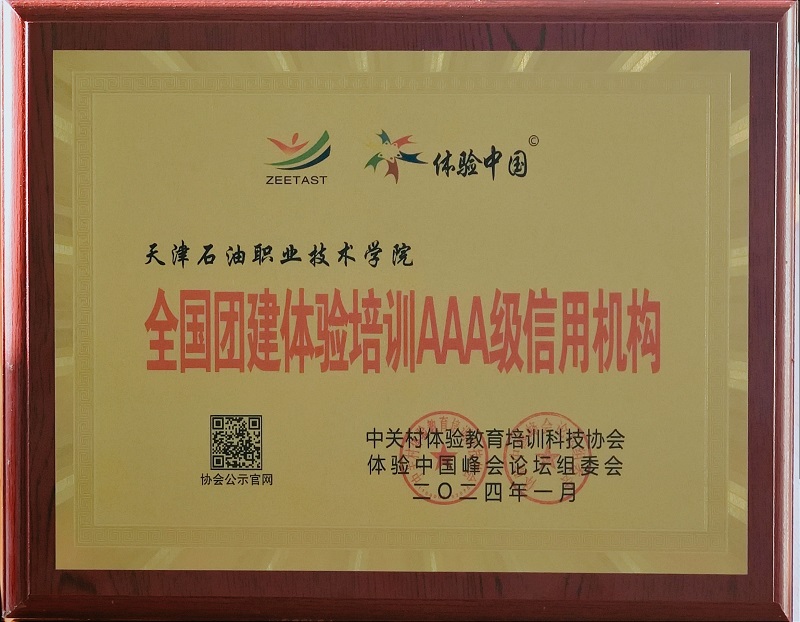 ZEETAST
体验中国©
天津石油职业技术学院
全国团建体验培训AAA级信用机构
协会公示官网
中关村体验教育培训科技协会
体验中国峰会论坛组委会
二〇二四年一月